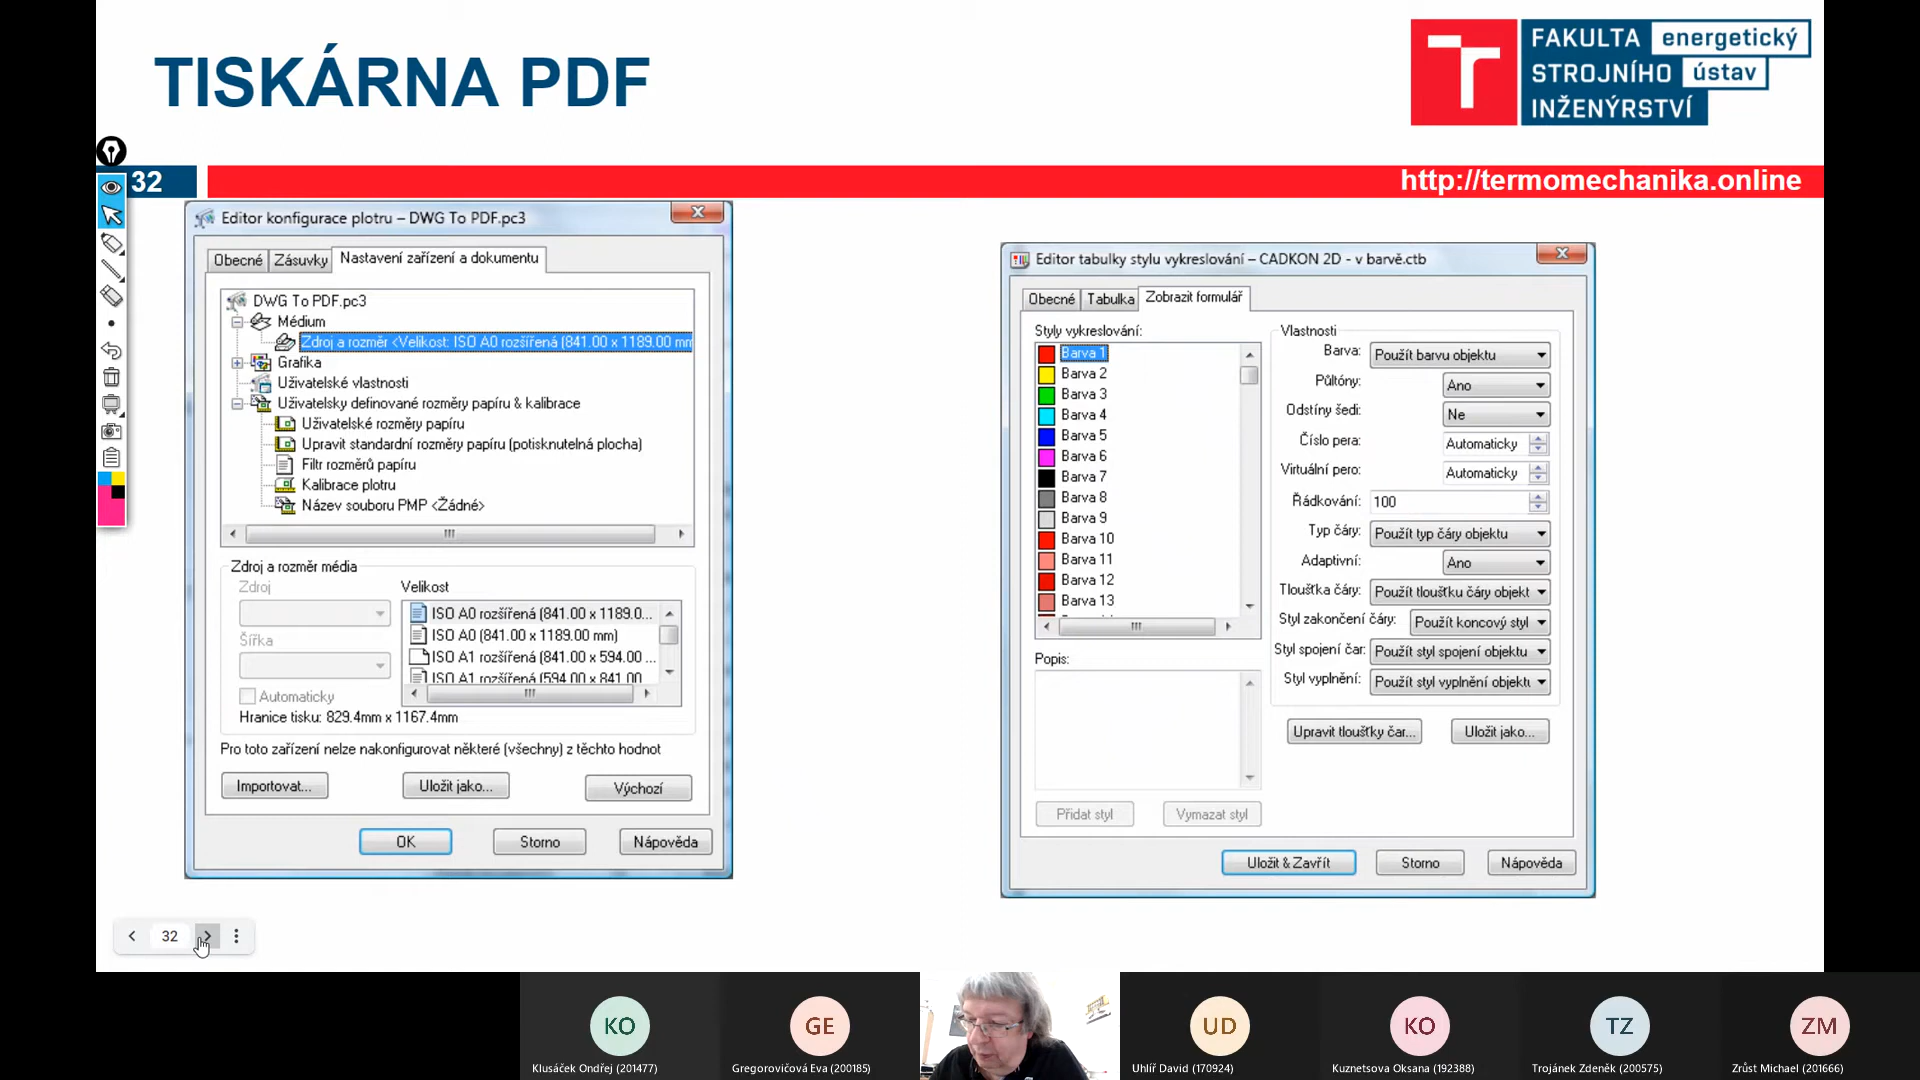 TISKÁRNA PDF
FAKULTA energetický
STROJNÍHO ústav
INŽENÝRSTVÍ
32
http://termomechanika.online
Editor konfigurace plotru – DWG To PDF.pc3
Obecné Zásuvky Nastavení zařízení a dokumentu
DWG To PDF.pc3
Médium
Zdroj a rozměr <Velikost: ISO A0 rozšířená (841.00 x 1189.00 mm
Grafika
Uživatelské vlastnosti
Uživatelsky definované rozměry papíru & kalibrace
Uživatelské rozměry papíru
Upravit standardní rozměry papíru (potisknutelná plocha)
Filtr rozměrů papíru
Kalibrace plotru
Název souboru PMP <Žádné>
Zdroj a rozměr média
Zdroj
Velikost
ISO A0 rozšířená (841.00 x 1189.0...
ISO A0 (841.00 x 1189.00 mm)
ISO A1 rozšířená (841.00 x 594.00 ...
ISO A1 rozšířená (594.00 x 841.00
Šířka
Automaticky
Hranice tisku: 829.4mm x 1167.4mm
Pro toto zařízení nelze nakonfigurovat některé (všechny) z těchto hodnot
Importovat... Uložit jako... Výchozí
OK Storno Nápověda
Editor tabulky stylu vykreslování – CADKON 2D - v barvě.ctb
Obecné Tabulka Zobrazit formulář
Styly vykreslování:
Barva 1
Barva 2
Barva 3
Barva 4
Barva 5
Barva 6
Barva 7
Barva 8
Barva 9
Barva 10
Barva 11
Barva 12
Barva 13
Popis:
Přidat styl Vymazat styl
Vlastnosti
Barva: Použít barvu objektu
Půltóny: Ano
Odstíny šedi: Ne
Číslo pera: Automaticky
Virtuální pero: Automaticky
Řádkování: 100
Typ čáry: Použít typ čáry objektu
Adaptivní: Ano
Tloušťka čáry: Použít tloušťku čáry objekt
Styl zakončení čáry: Použít koncový styl
Styl spojení čar: Použít styl spojení objektu
Styl vyplnění: Použít styl vyplnění objektu
Upravit tloušťky čar... Uložit jako...
Uložit & Zavřít Storno Nápověda
32
KO
Klusáček Ondřej (201477)
GE
Gregorovičová Eva (200185)
UD
Uhlíř David (170924)
KO
Kuznetsova Oksana (192388)
TZ
Trojánek Zdeněk (200575)
ZM
Zrůst Michael (201666)